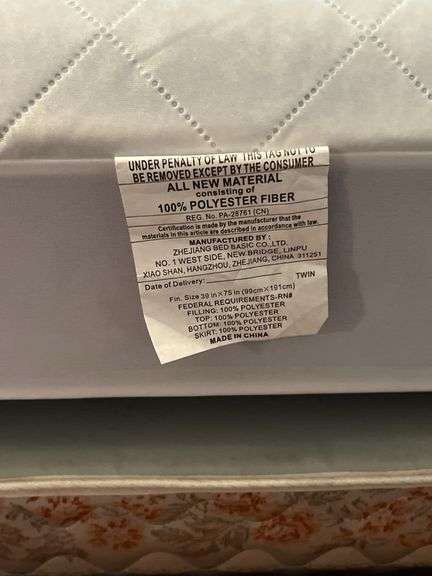 UNDER PENALTY OF LAW THIS TAG NOT TO
BE REMOVED EXCEPT BY THE CONSUMER
ALL NEW MATERIAL
consisting of
100% POLYESTER FIBER
REG. No. PA-28761 (CN)
Certification is made by the manufacturer that the
materials in this article are described in accordance with law.
MANUFACTURED BY :
ZHEJIANG BED BASIC CO.,LTD.
NO. 1 WEST SIDE, NEW BRIDGE, LINPU
XIAO SHAN, HANGZHOU, ZHEJIANG, CHINA 311251
Date of Delivery:
TWIN
Fin. Size 39 in X 75 in (99cm X 191cm)
FEDERAL REQUIREMENTS-RN#
FILLING: 100% POLYESTER
TOP: 100% POLYESTER
BOTTOM: 100% POLYESTER
SKIRT: 100% POLYESTER
MADE IN CHINA